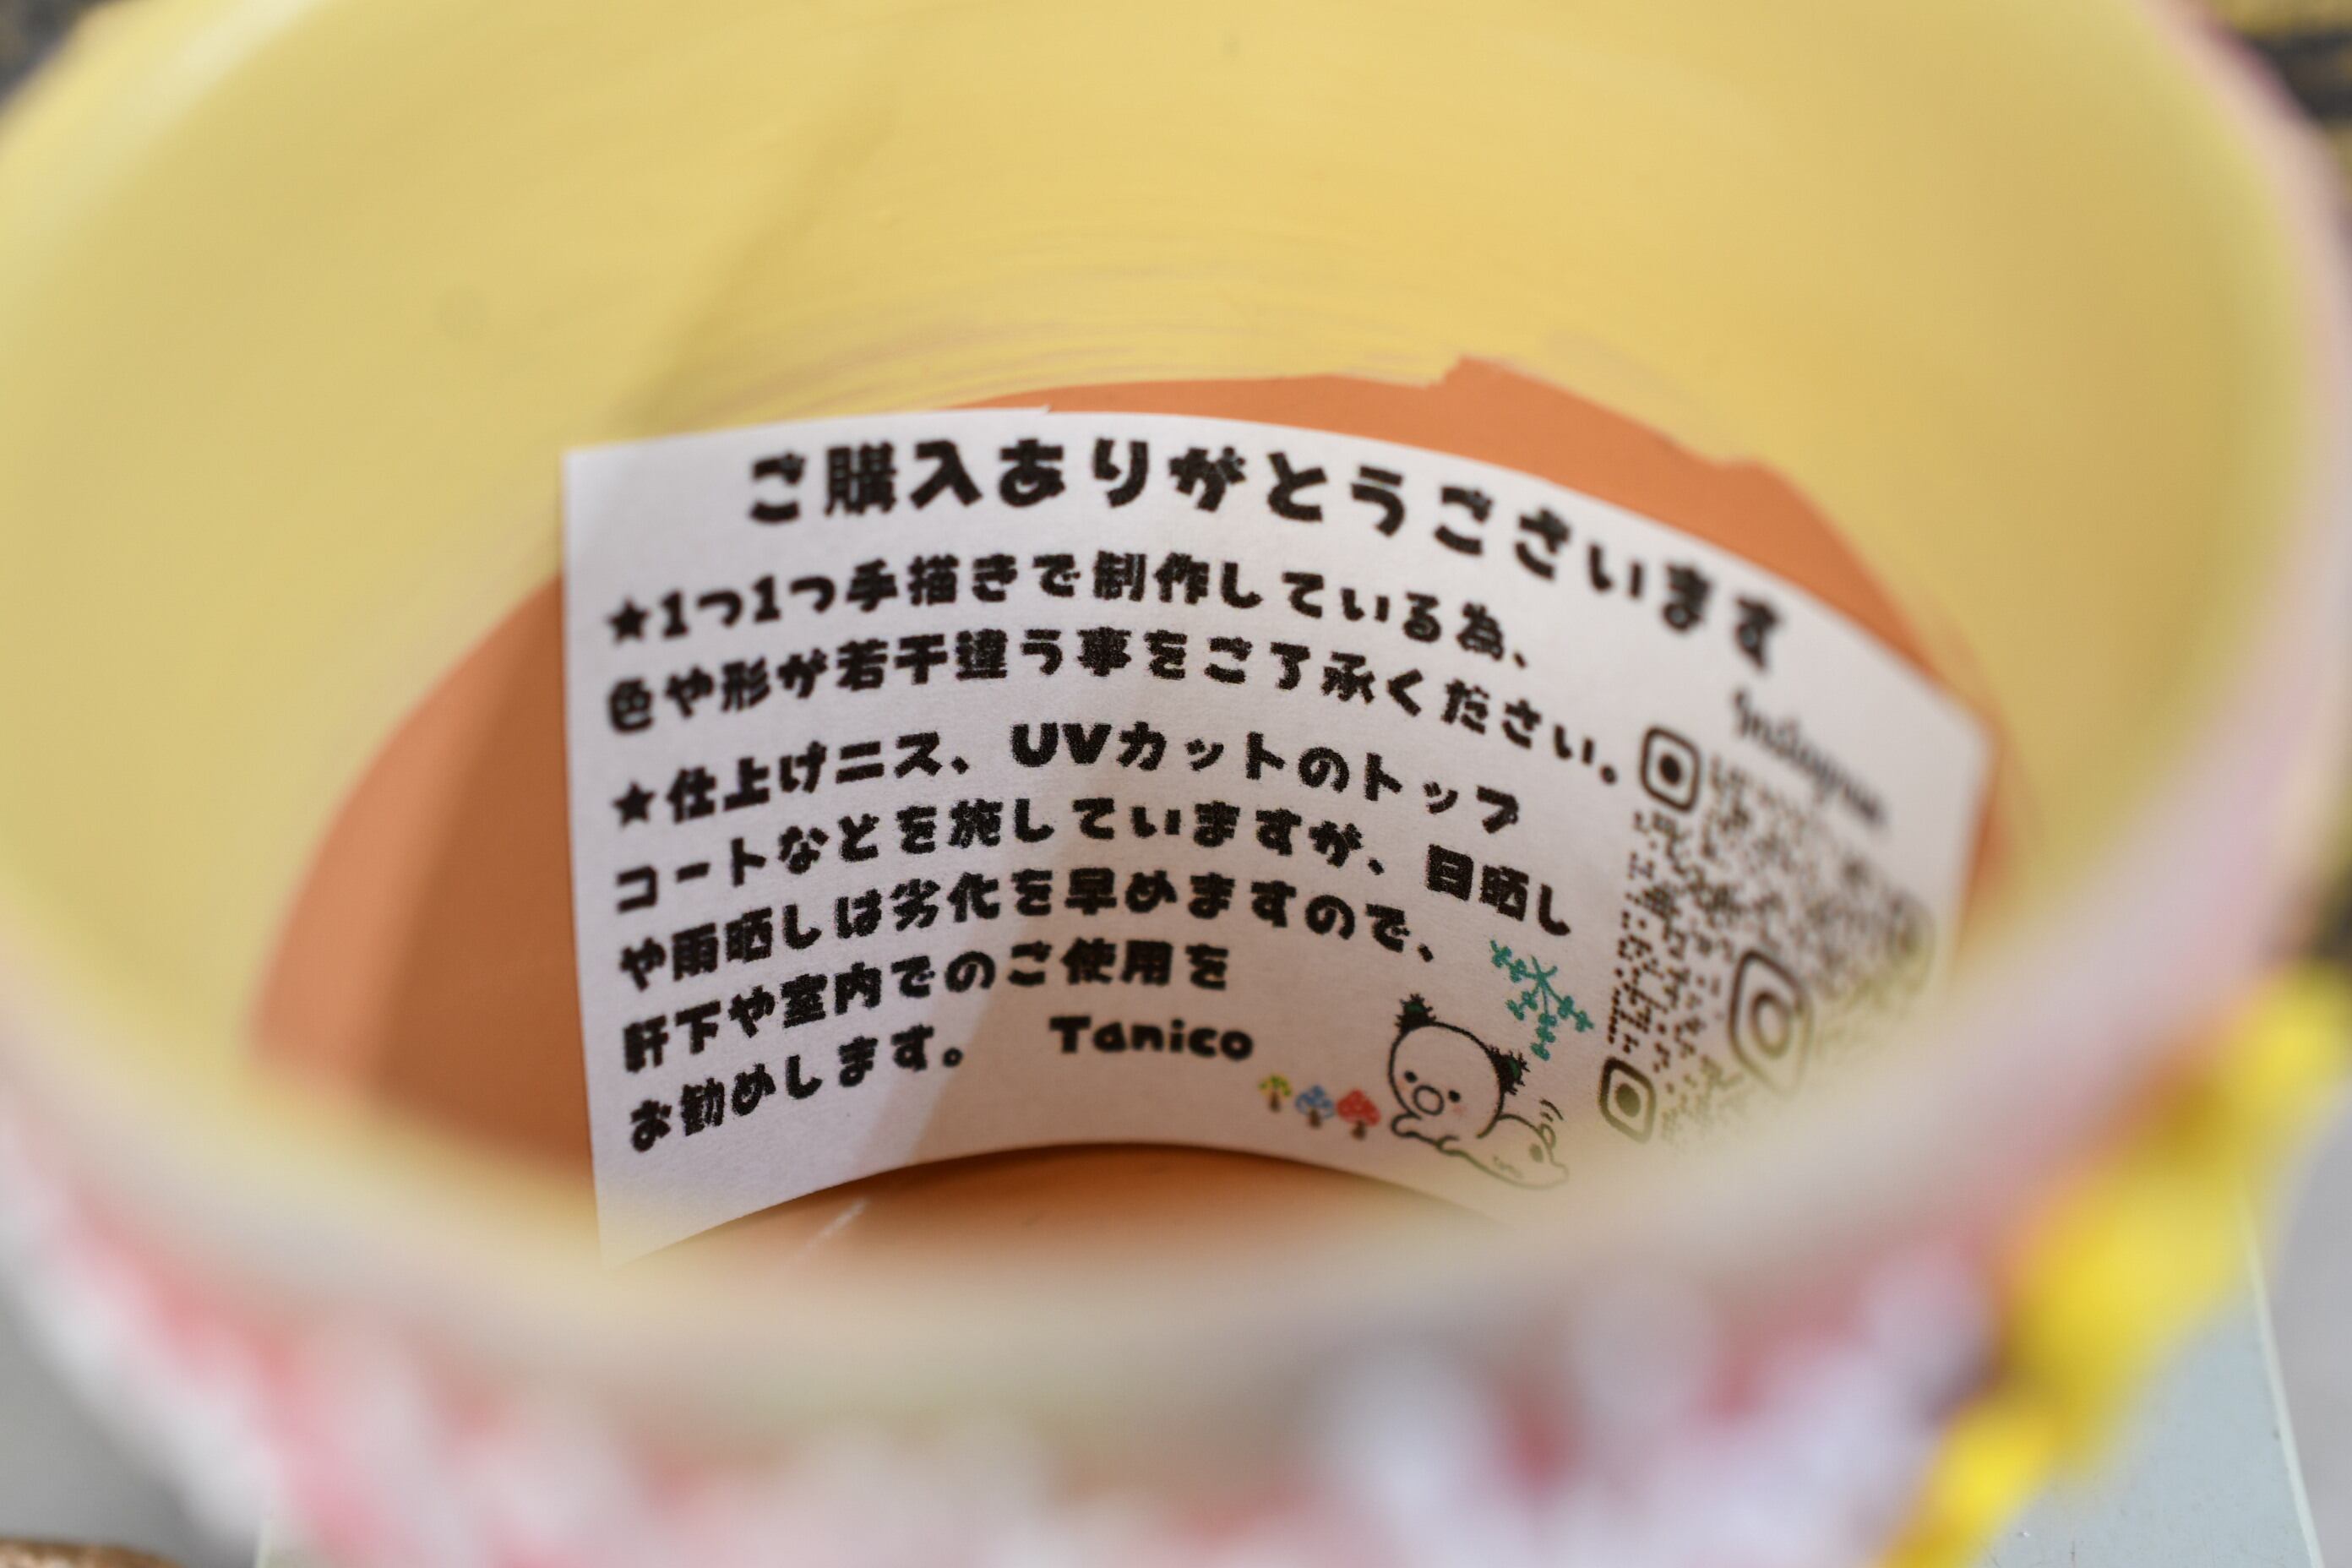 ご購入ありがとうございます
★1つ1つ手描きで制作している為、
色や形が若干違う事をご了承ください。
★仕上げニス、UVカットのトップ
コートなどを施していますが、日晒し
や雨晒しは劣化を早めますので、
軒下や室内でのご使用を
お勧めします。 Tanico
Instagram